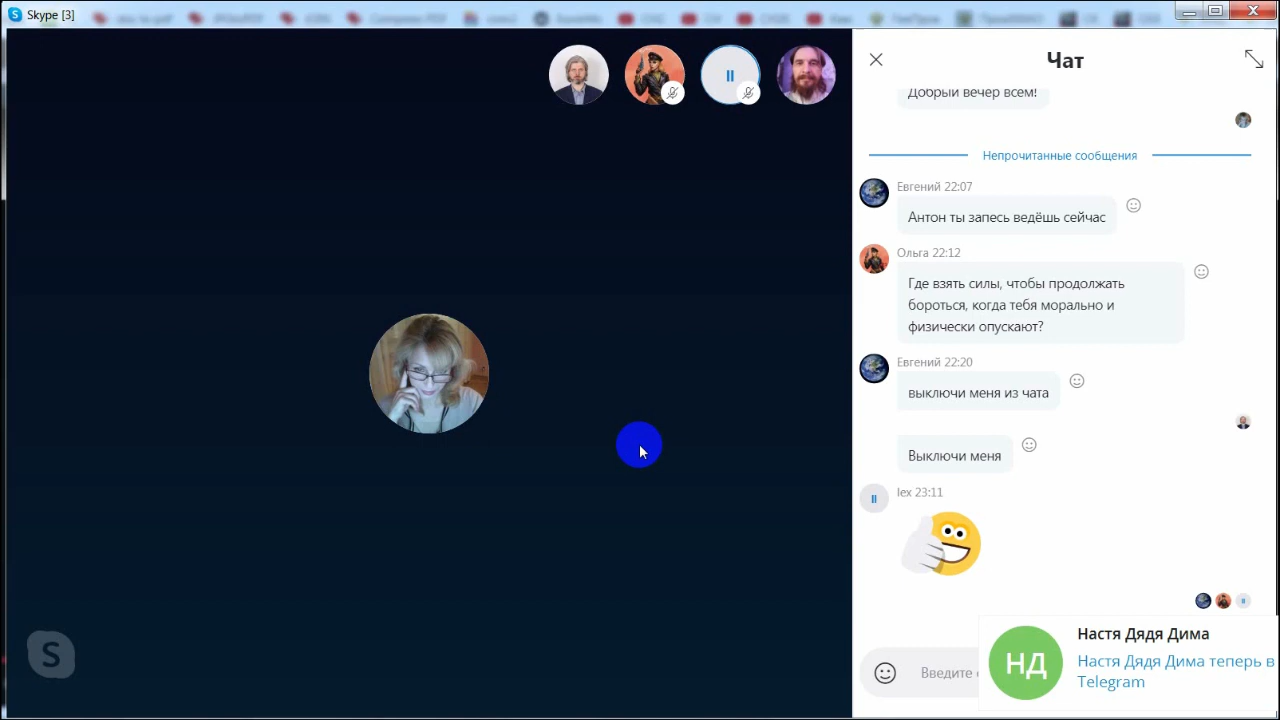 Skype [3]
Чат
Добрый вечер всем!
Непрочитанные сообщения
Евгений 22:07
Антон ты запесь ведёшь сейчас
Ольга 22:12
Где взять силы, чтобы продолжать
бороться, когда тебя морально и
физически опускают?
Евгений 22:20
выключи меня из чата
Выключи меня
lex 23:11
Введите
НД
Настя Дядя Дима
Настя Дядя Дима теперь в
Telegram